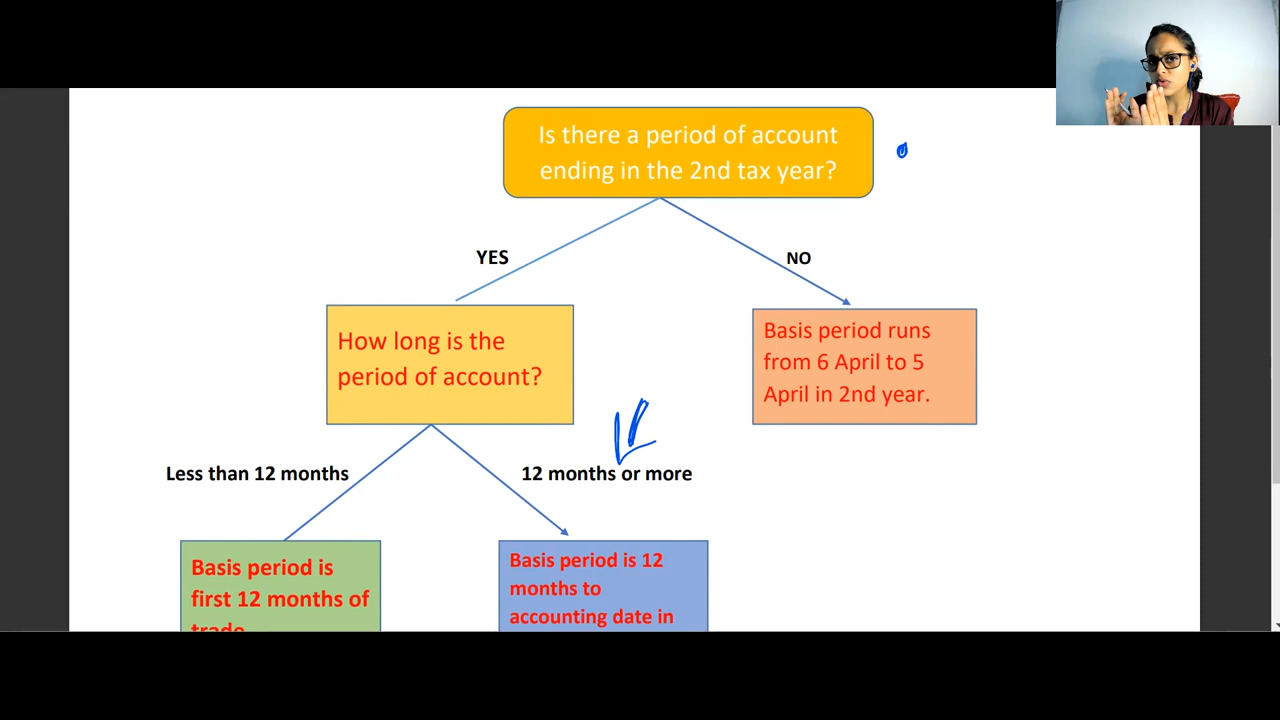 Is there a period of account
ending in the 2nd tax year?
YES
NO
How long is the
period of account?
Basis period runs
from 6 April to 5
April in 2nd year.
Less than 12 months
12 months or more
Basis period is
first 12 months of
trade
Basis period is 12
months to
accounting date in